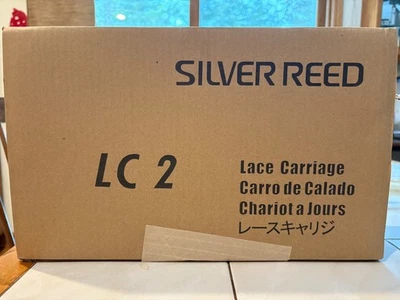 SILVER REED
LC 2
Lace Carriage
Carro de Calado
Chariot a Jours
レースキャリジ